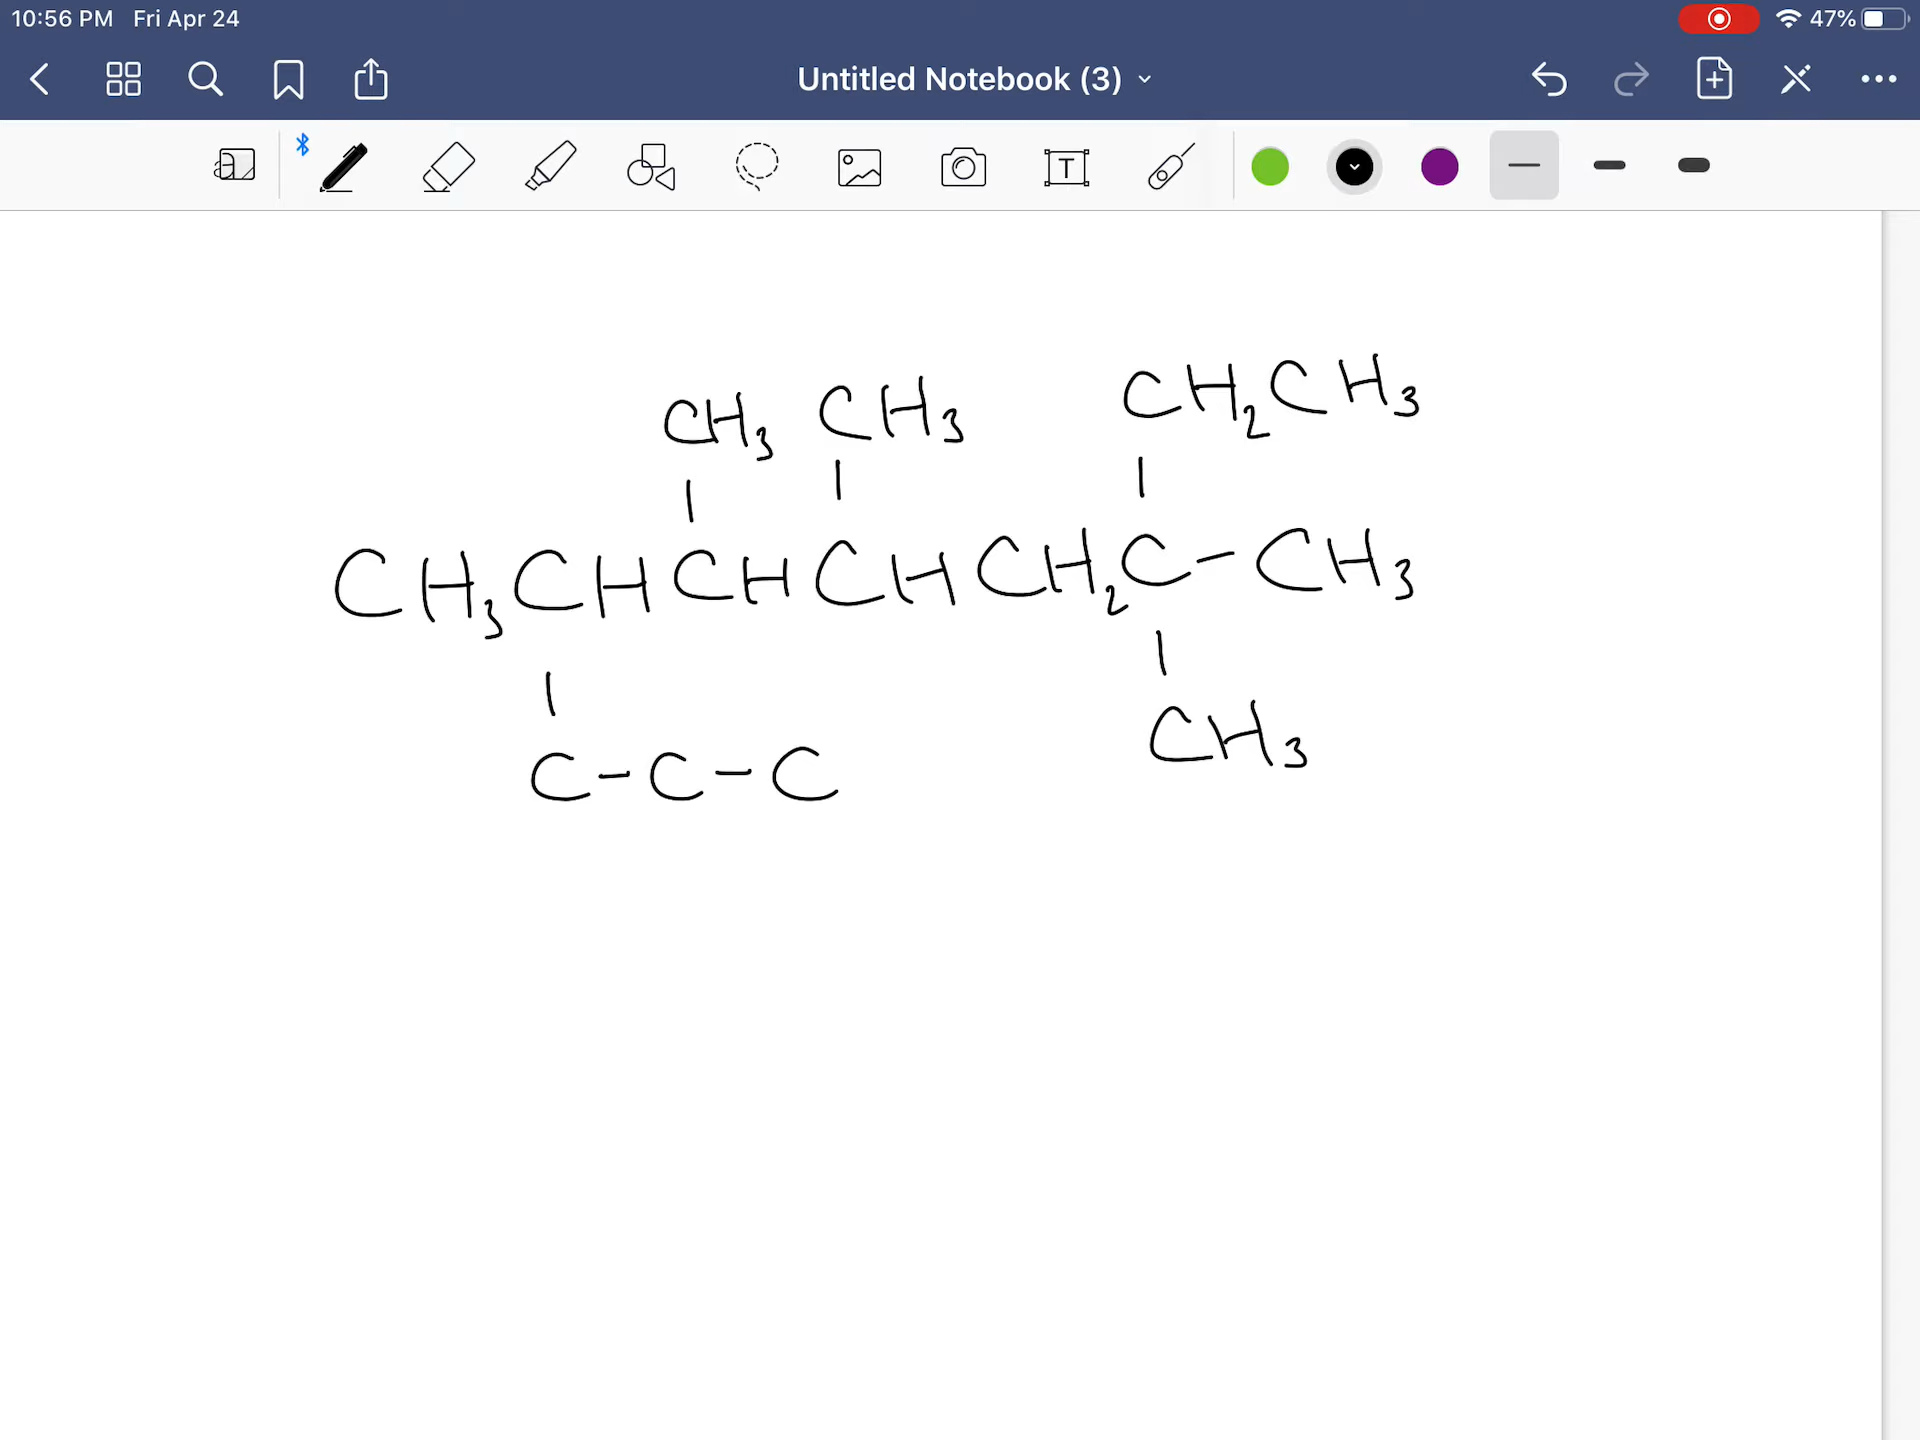 10:56 PM Fri Apr 24
47%
Untitled Notebook (3)
T
CH₃ CH₃ CH₂CH₃
CH₃CHCHCHCH₂C-CH₃
C-C-C CH₃